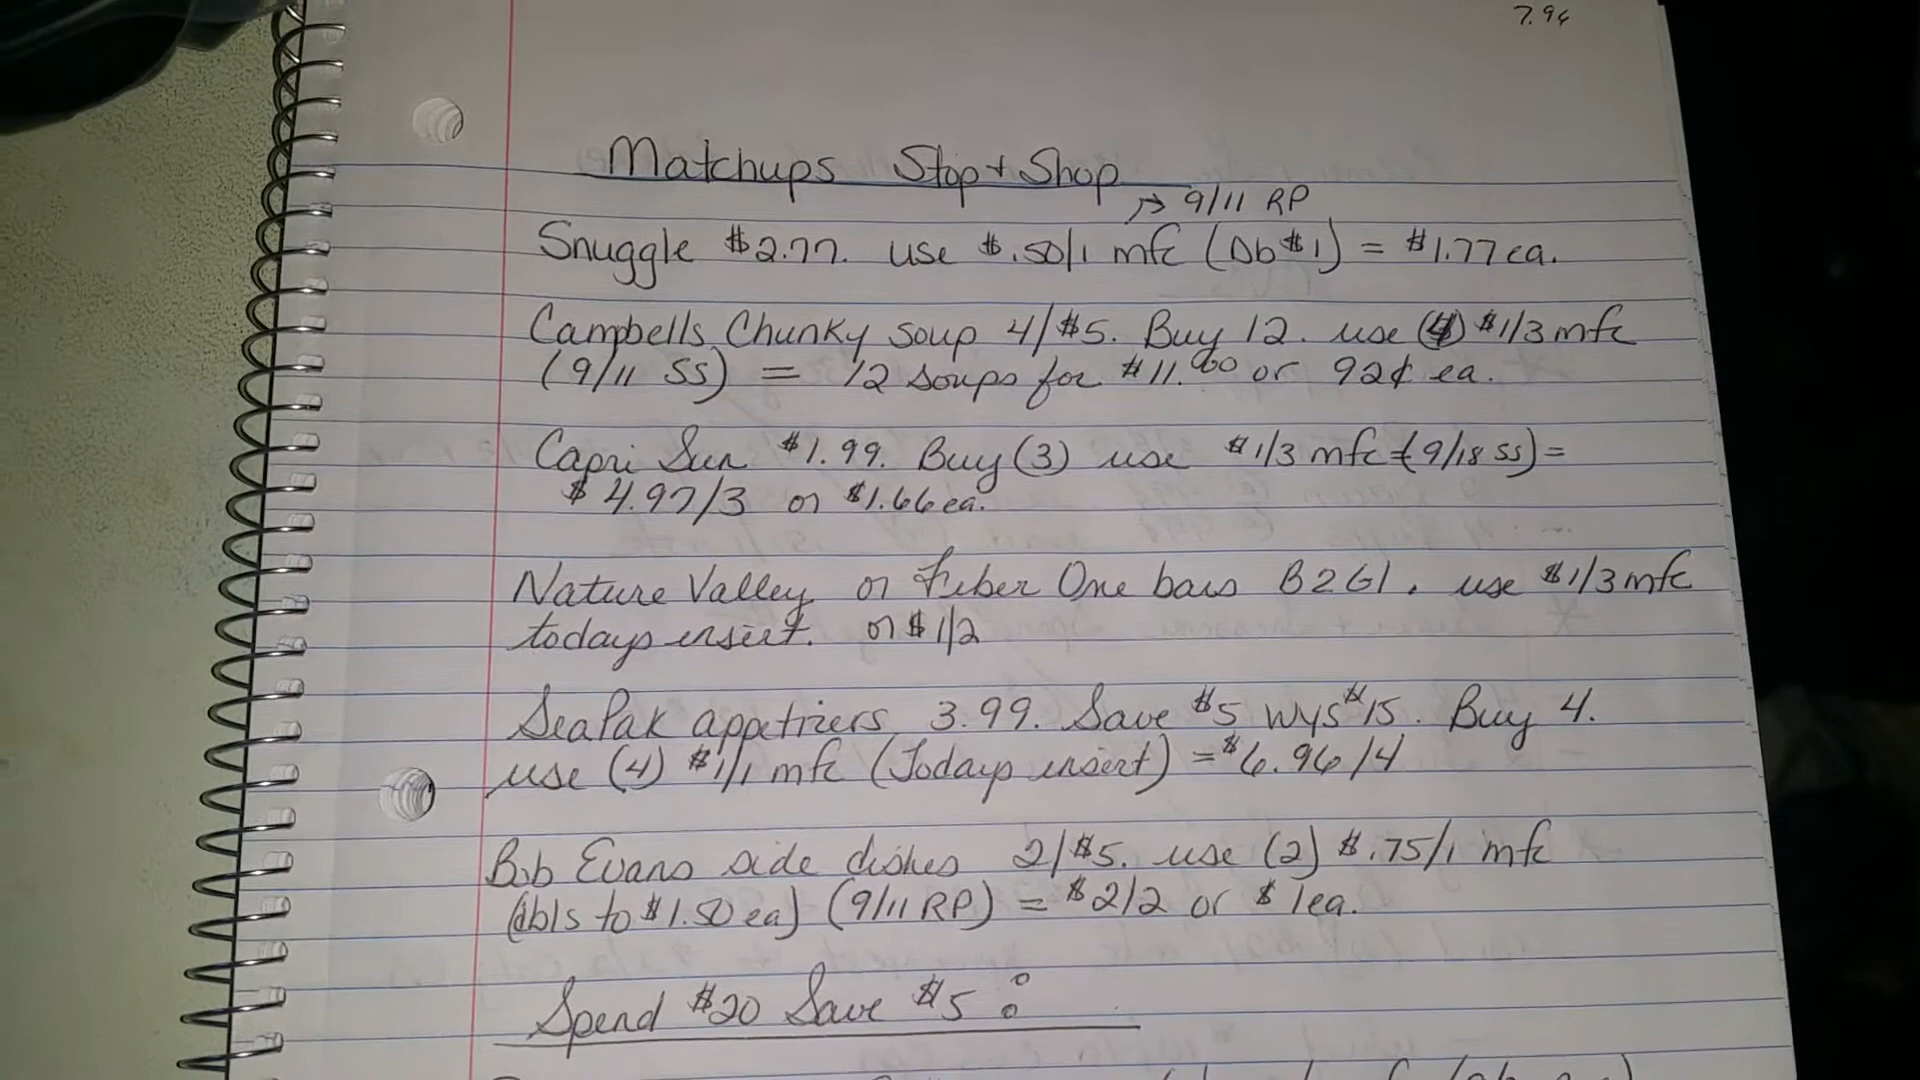 7.96
Matchups Stop + Shop
→ 9/11 RP
Snuggle $2.77. use $.50/1 mfc (Db $1) = $1.77 ea.
Campbells Chunky soup 4/$5. Buy 12. use (4) $1/3 mfc
(9/11 SS) = 12 soups for $11.00 or 92¢ ea.
Capri Sun $1.99. Buy (3) use $1/3 mfc (9/18 SS) =
$4.97/3 or $1.66 ea.
Nature Valley or Fiber One bars B2G1. use $1/3 mfc
todays insert. or $1/2
SeaPak appetizers 3.99. Save $5 wys $15. Buy 4.
use (4) $1/1 mfc (Todays insert) = $6.96/4
Bob Evans side dishes 2/$5. use (2) $.75/1 mfc
(dbls to $1.50 ea) (9/11 RP) = $2/2 or $1ea.
Spend $20 Save $5 :